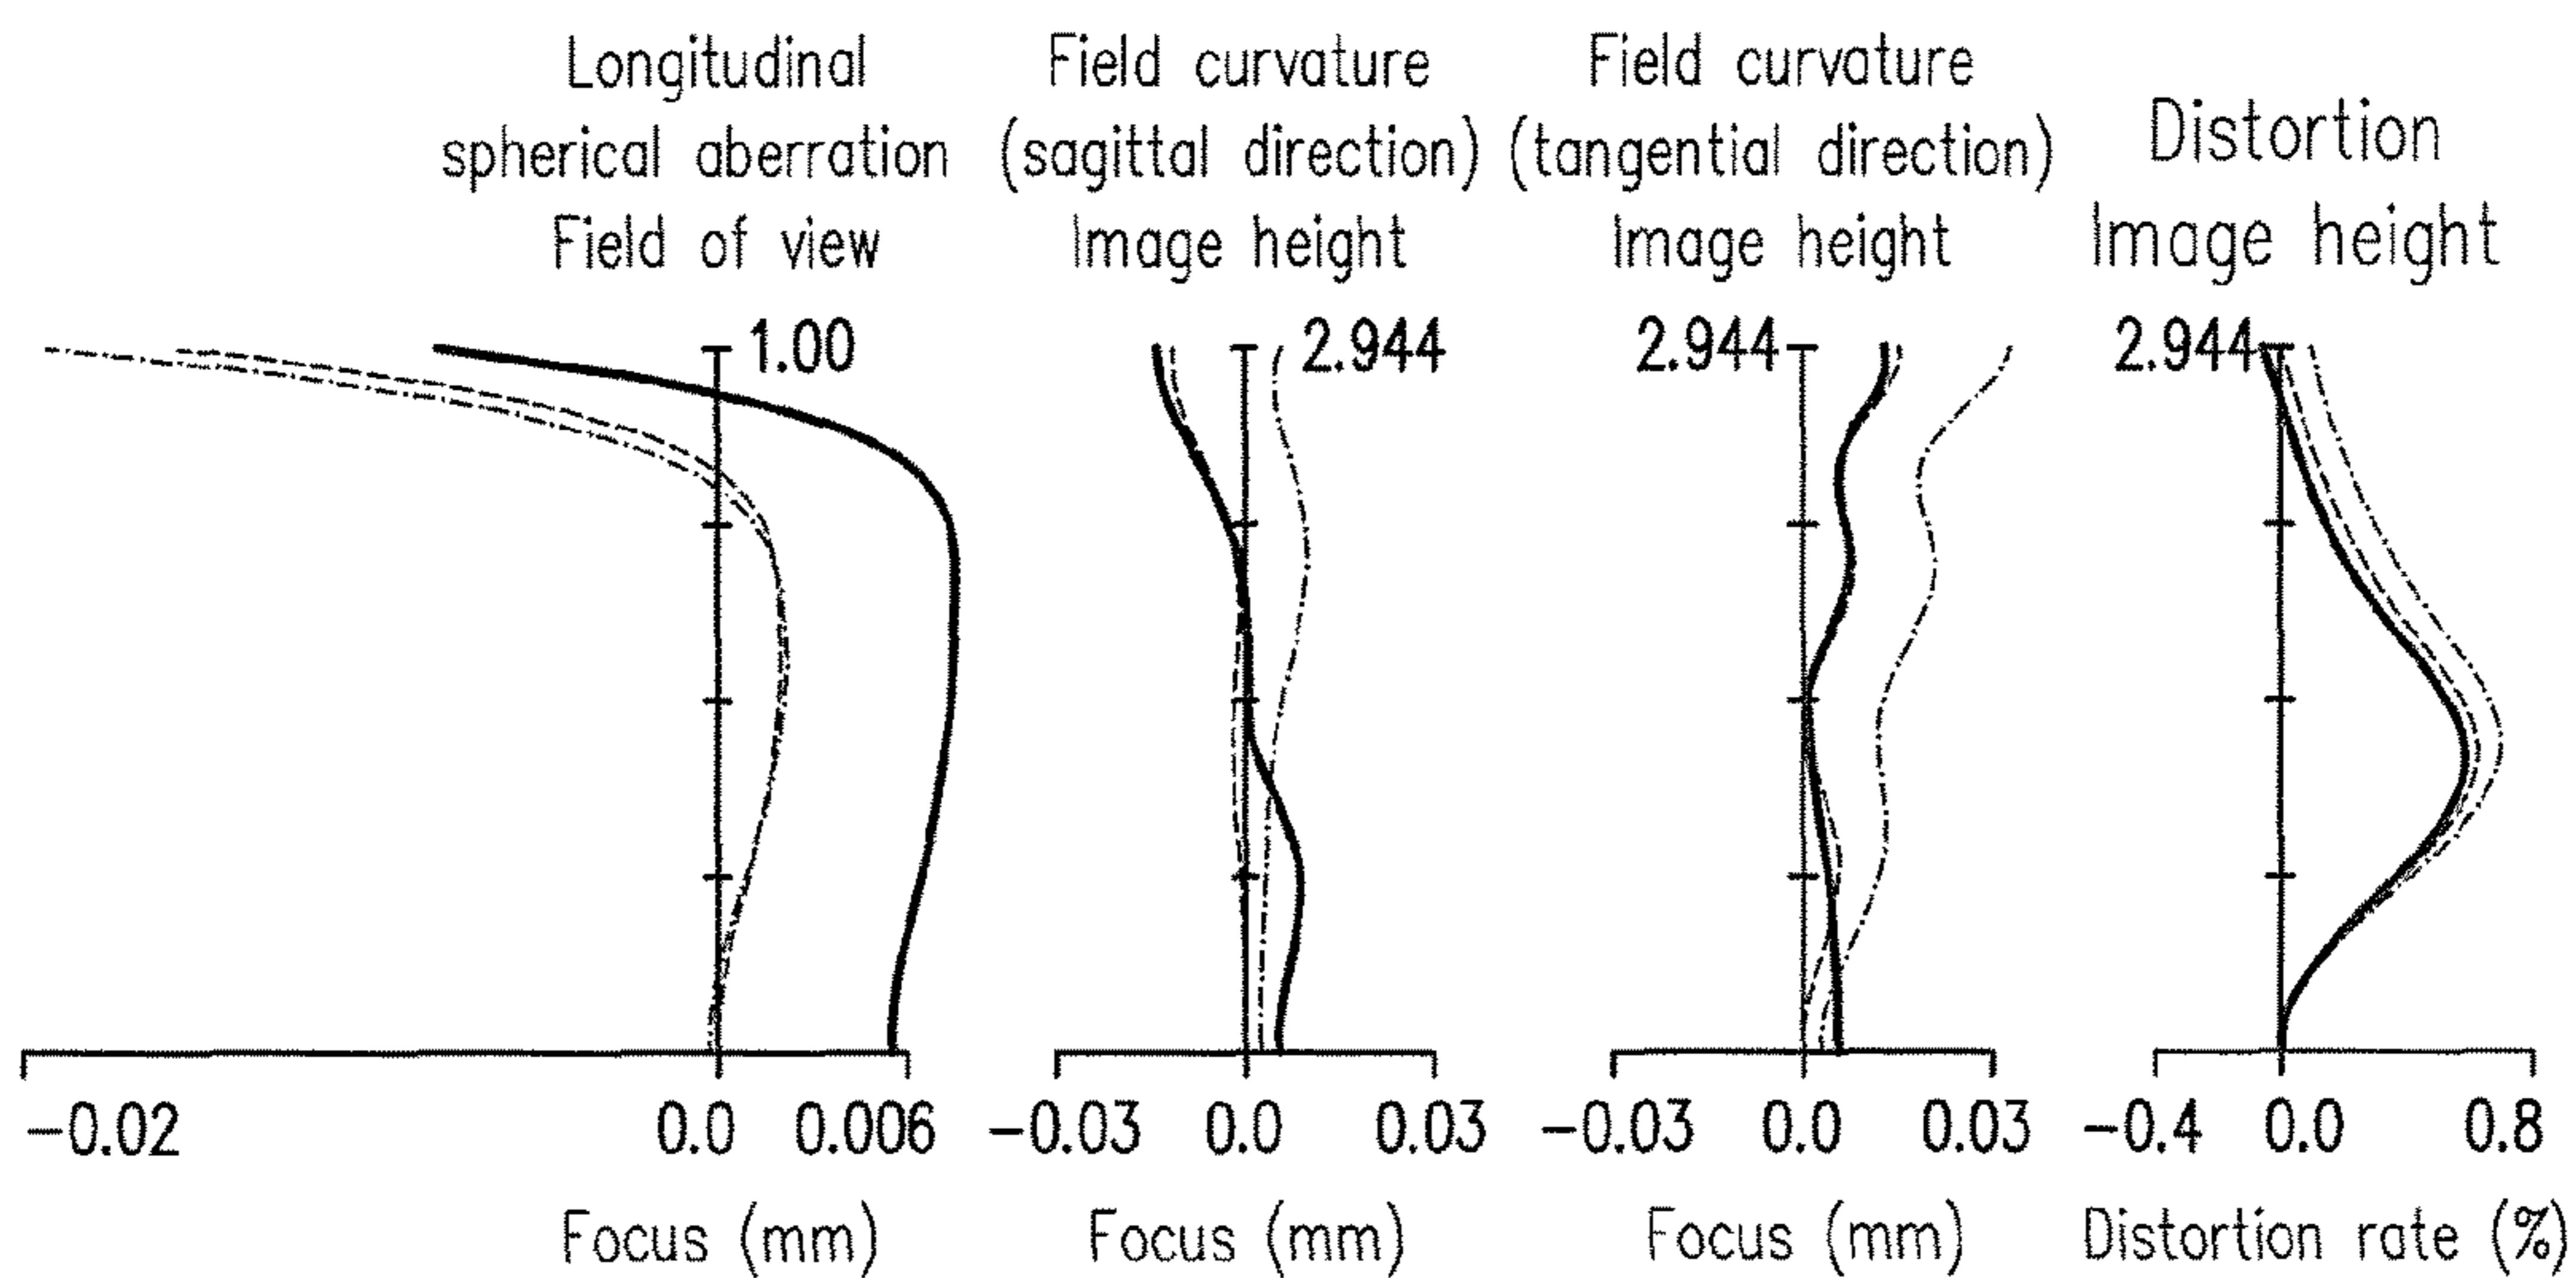 Longitudinal
spherical aberration
Field of view
1.00
-0.02 0.0 0.006
Focus (mm)
Field curvature
(sagittal direction)
Image height
2.944
-0.03 0.0 0.03
Focus (mm)
Field curvature
(tangential direction)
Image height
2.944
-0.03 0.0 0.03
Focus (mm)
Distortion
Image height
2.944
-0.4 0.0 0.8
Distortion rate (%)